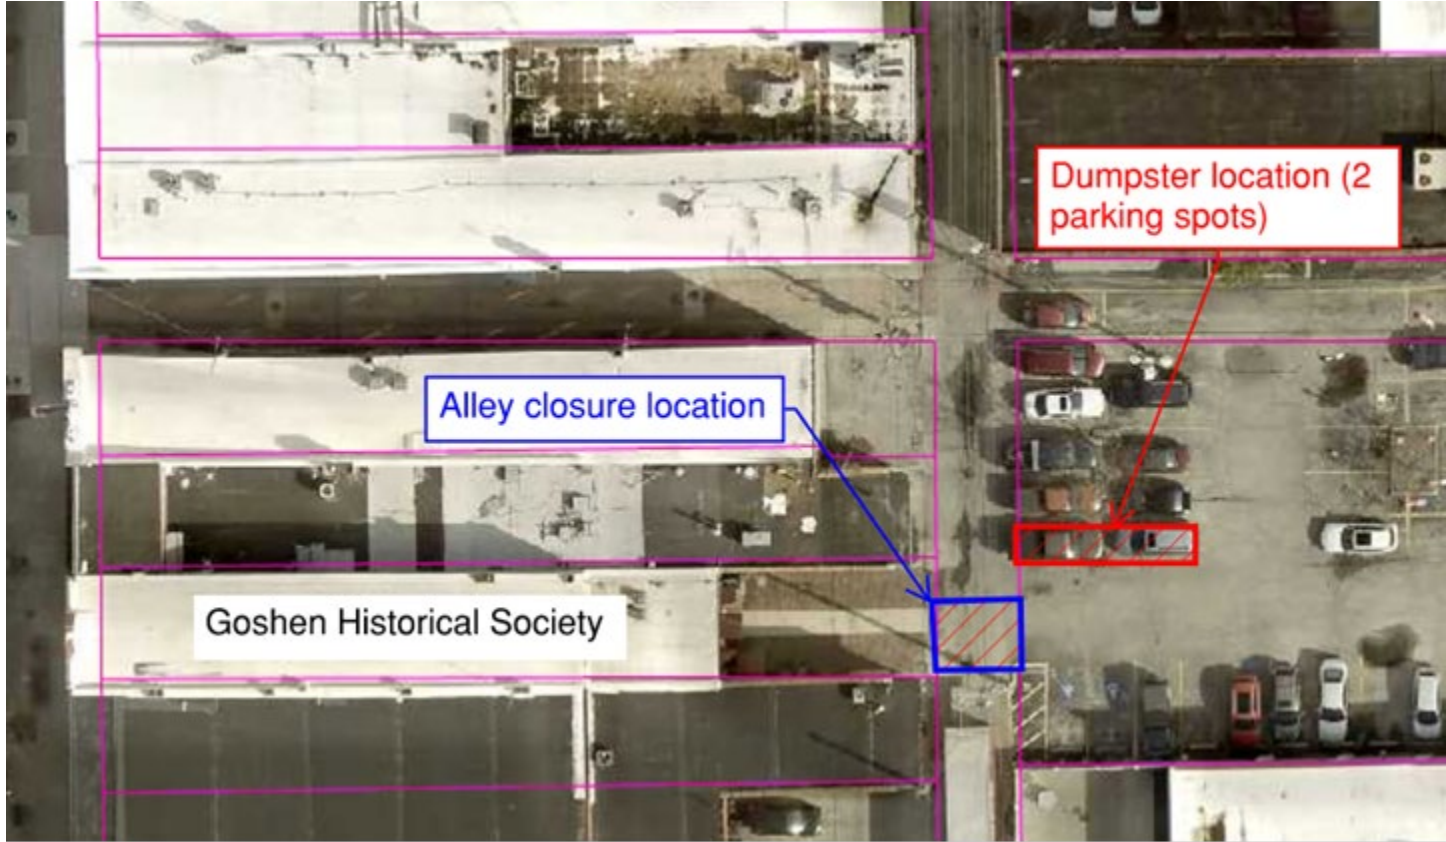 Dumpster location (2
parking spots)
Alley closure location
Goshen Historical Society